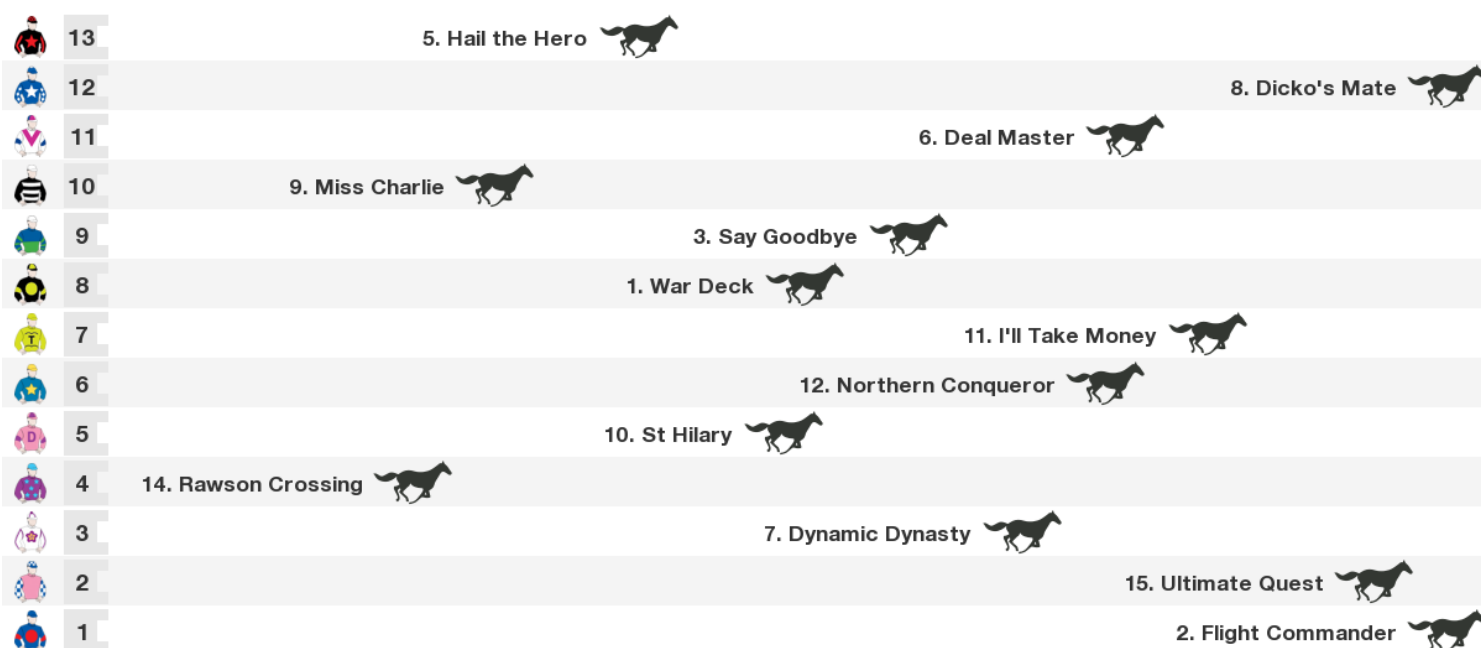 13 5. Hail the Hero
12 8. Dicko's Mate
11 6. Deal Master
10 9. Miss Charlie
9 3. Say Goodbye
8 1. War Deck
7 T 11. I'll Take Money
6 12. Northern Conqueror
5 D 10. St Hilary
4 14. Rawson Crossing
3 7. Dynamic Dynasty
2 15. Ultimate Quest
1 2. Flight Commander